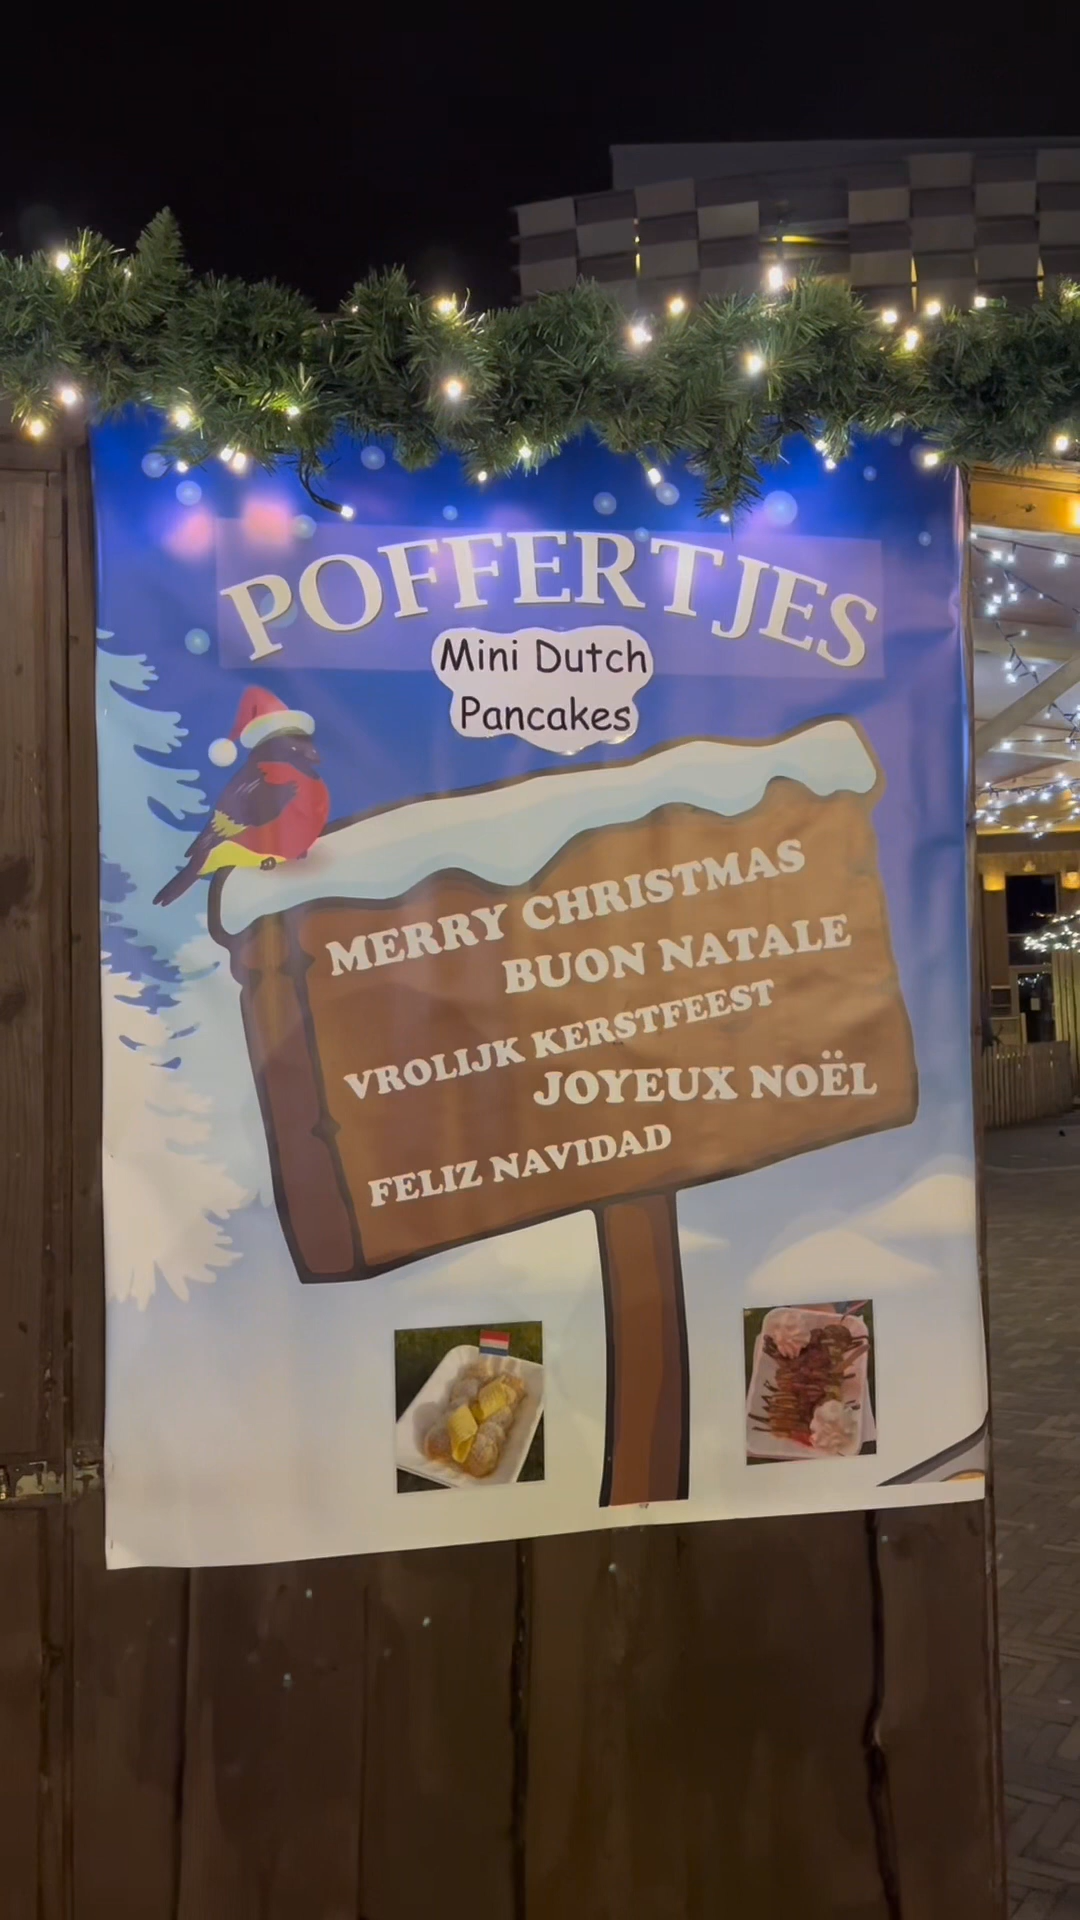 POFFERTJES
Mini Dutch
Pancakes
MERRY CHRISTMAS
BUON NATALE
VROLIJK KERSTFEEST
JOYEUX NOËL
FELIZ NAVIDAD